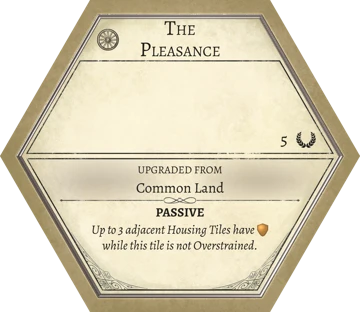 The
Pleasance
5
UPGRADED FROM
Common Land
PASSIVE
Up to 3 adjacent Housing Tiles have
while this tile is not Overstrained.